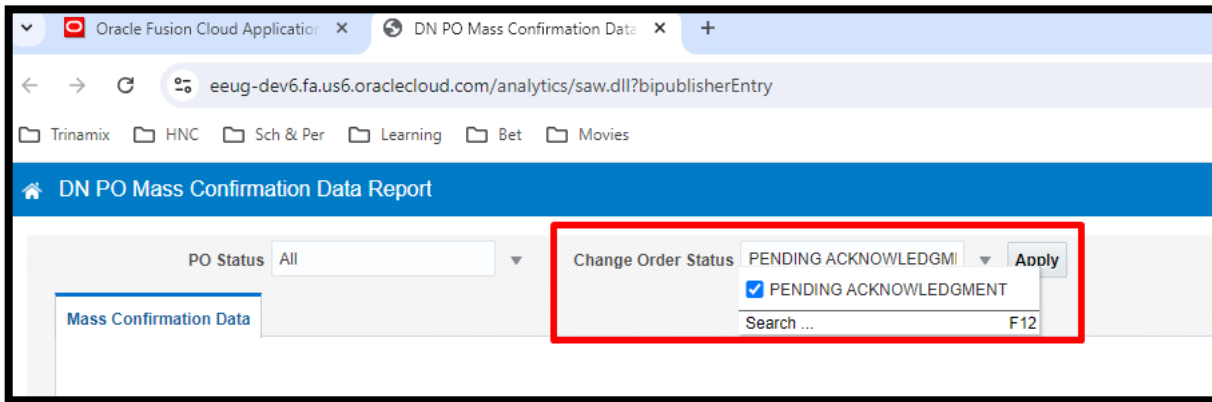 Oracle Fusion Cloud Application
DN PO Mass Confirmation Data
eeug-dev6.fa.us6.oraclecloud.com/analytics/saw.dll?bipublisherEntry
Trinamix HNC Sch & Per Learning Bet Movies
DN PO Mass Confirmation Data Report
PO Status All Change Order Status PENDING ACKNOWLEDGMI Apply
PENDING ACKNOWLEDGMENT
Mass Confirmation Data
Search ... F12